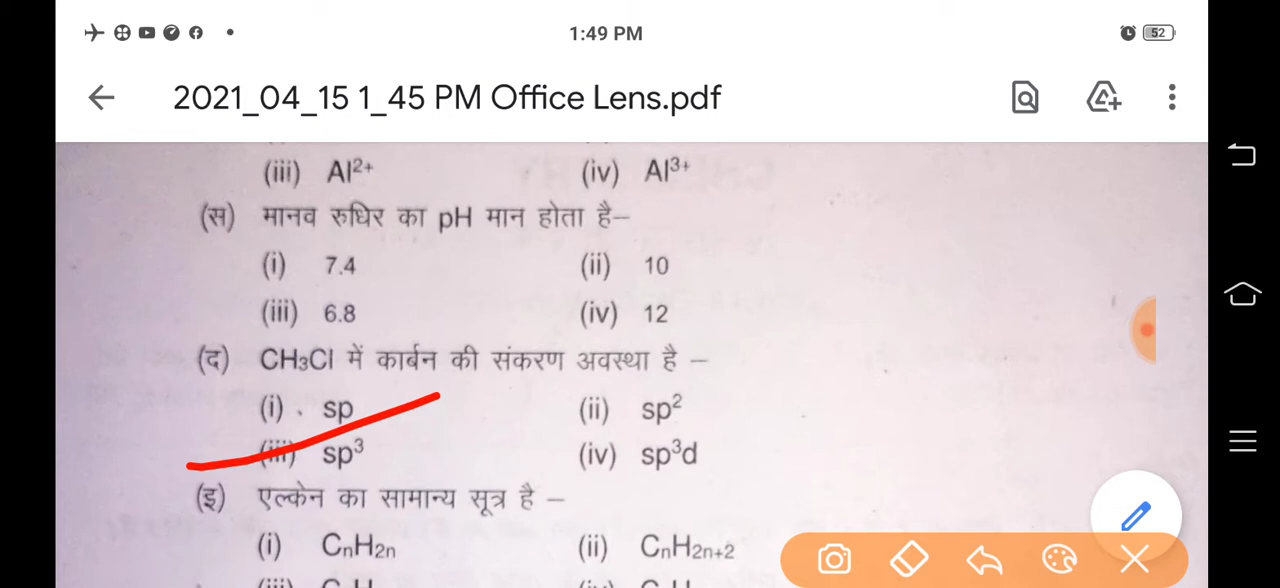 1:49 PM
52
2021_04_15 1_45 PM Office Lens.pdf
(iii) Al²⁺ (iv) Al³⁺
(स) मानव रुधिर का pH मान होता है–
(i) 7.4 (ii) 10
(iii) 6.8 (iv) 12
(द) CH₃Cl में कार्बन की संकरण अवस्था है –
(i) sp (ii) sp²
(iii) sp³ (iv) sp³d
(इ) एल्केन का सामान्य सूत्र है –
(i) CₙH₂ₙ (ii) CₙH₂ₙ₊₂